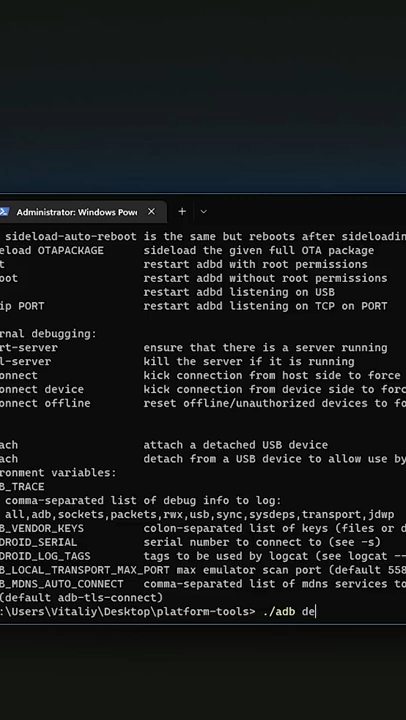 Administrator: Windows Powe
sideload-auto-reboot is the same but reboots after sideloadin
eload OTAPACKAGE sideload the given full OTA package
t restart adbd with root permissions
oot restart adbd without root permissions
restart adbd listening on USB
ip PORT restart adbd listening on TCP on PORT
rnal debugging:
rt-server ensure that there is a server running
l-server kill the server if it is running
onnect kick connection from host side to force
onnect device kick connection from device side to forc
onnect offline reset offline/unauthorized devices to fo
ach attach a detached USB device
ach detach from a USB device to allow use by
ronment variables:
B_TRACE
comma-separated list of debug info to log:
all,adb,sockets,packets,rwx,usb,sync,sysdeps,transport,jdwp
B_VENDOR_KEYS colon-separated list of keys (files or d
DROID_SERIAL serial number to connect to (see -s)
DROID_LOG_TAGS tags to be used by logcat (see logcat --
B_LOCAL_TRANSPORT_MAX_PORT max emulator scan port (default 558
B_MDNS_AUTO_CONNECT comma-separated list of mdns services to
(default adb-tls-connect)
:\Users\Vitaliy\Desktop\platform-tools> ./adb de